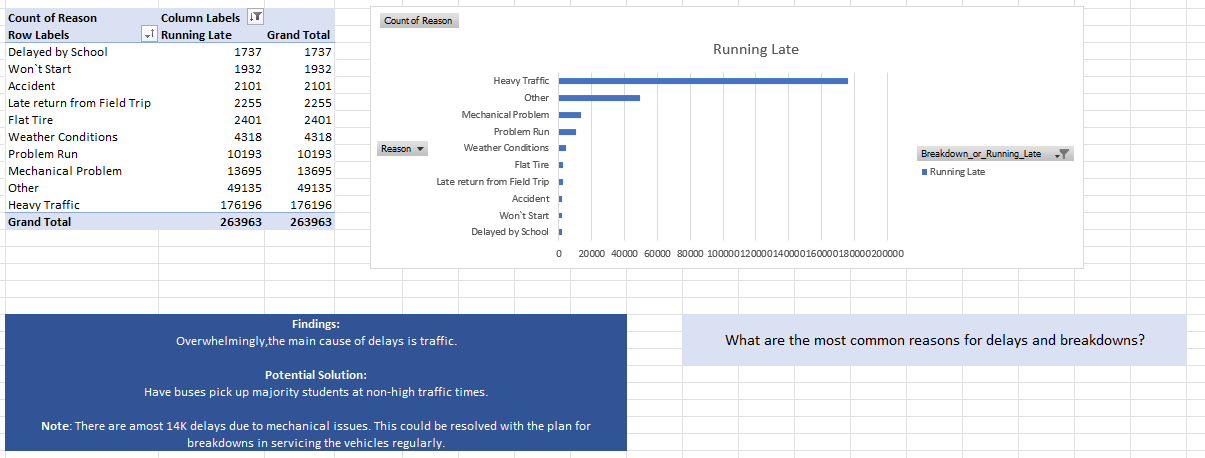 Count of Reason Column Labels
Row Labels Running Late Grand Total
Delayed by School 1737 1737
Won`t Start 1932 1932
Accident 2101 2101
Late return from Field Trip 2255 2255
Flat Tire 2401 2401
Weather Conditions 4318 4318
Problem Run 10193 10193
Mechanical Problem 13695 13695
Other 49135 49135
Heavy Traffic 176196 176196
Grand Total 263963 263963
Count of Reason
Running Late
Heavy Traffic
Other
Mechanical Problem
Problem Run
Weather Conditions
Flat Tire
Late return from Field Trip
Accident
Won`t Start
Delayed by School
0 20000 40000 60000 80000 100000 120000 140000 160000 180000 200000
Reason
Breakdown_or_Running_Late
Running Late
Findings:
Overwhelmingly,the main cause of delays is traffic.
Potential Solution:
Have buses pick up majority students at non-high traffic times.
Note: There are amost 14K delays due to mechanical issues. This could be resolved with the plan for
breakdowns in servicing the vehicles regularly.
What are the most common reasons for delays and breakdowns?